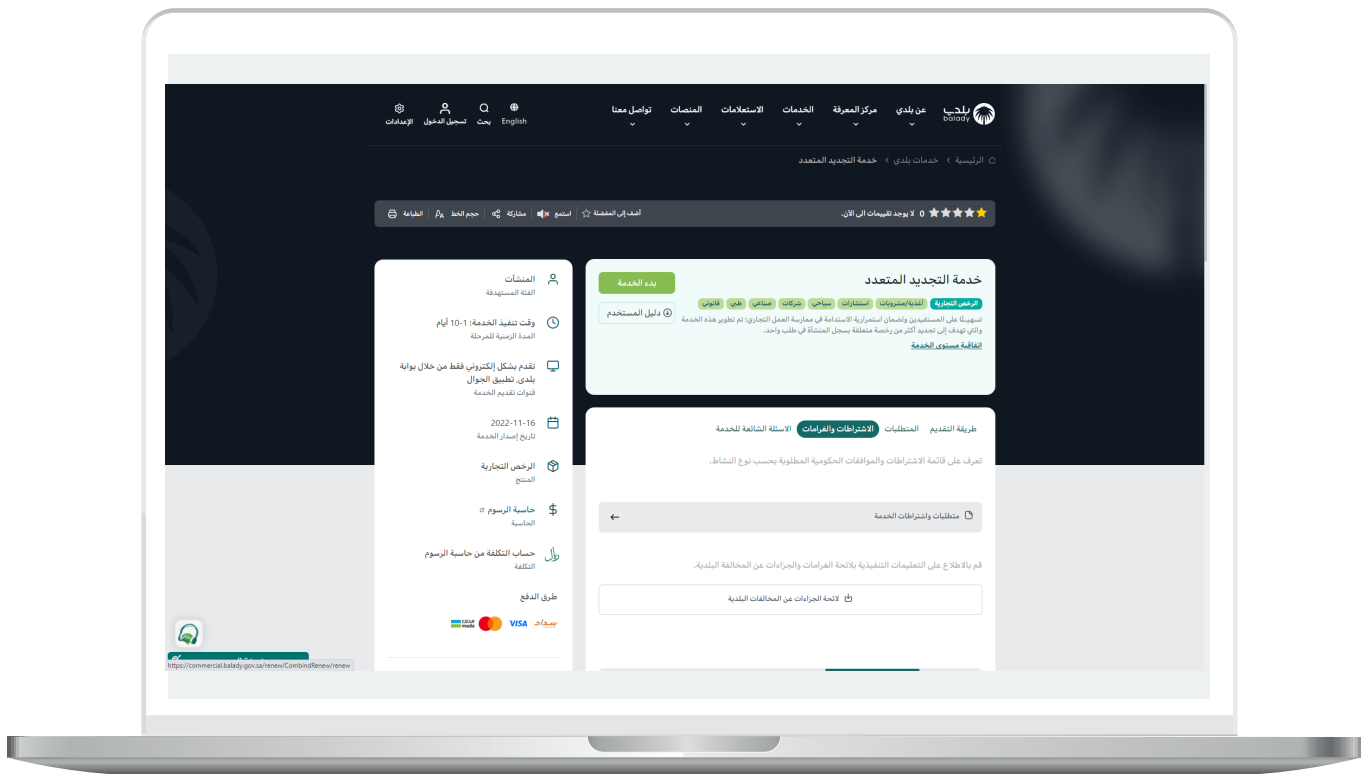 بلدي
balady
عن بلدي
مركز المعرفة
الخدمات
الاستعلامات
المنصات
تواصل معنا
English
بحث
تسجيل الدخول
الإعدادات
الرئيسية > خدمات بلدي > خدمة التجديد المتعدد
0 لا يوجد تقييمات الى الآن.
أضف إلى المفضلة
استمع
مشاركة
حجم الخط
الطباعة
خدمة التجديد المتعدد
بدء الخدمة
الرخص التجارية أغذية/مشروبات استشارات سياحي شركات صناعي طبي قانوني
دليل المستخدم
تسهيلًا على المستفيدين ولضمان استمرارية الاستدامة في ممارسة العمل التجاري؛ تم تطوير هذه الخدمة
والتي تهدف إلى تجديد أكثر من رخصة متعلقة بسجل المنشأة في طلب واحد.
اتفاقية مستوى الخدمة
طريقة التقديم
المتطلبات
الاشتراطات والغرامات
الاسئلة الشائعة للخدمة
تعرف على قائمة الاشتراطات والموافقات الحكومية المطلوبة بحسب نوع النشاط.
متطلبات واشتراطات الخدمة
قم بالاطلاع على التعليمات التنفيذية بلائحة الغرامات والجزاءات عن المخالفة البلدية.
لائحة الجزاءات عن المخالفات البلدية
المنشآت
الفئة المستهدفة
وقت تنفيذ الخدمة: 1-10 أيام
المدة الزمنية للمرحلة
تقدم بشكل إلكتروني فقط من خلال بوابة
بلدي, تطبيق الجوال
قنوات تقديم الخدمة
2022-11-16
تاريخ إصدار الخدمة
الرخص التجارية
المنتج
حاسبة الرسوم
الحاسبة
حساب التكلفة من حاسبة الرسوم
التكلفة
طرق الدفع
سداد
VISA
mada
https://commercial.balady.gov.sa/renew/CombindRenew/renew